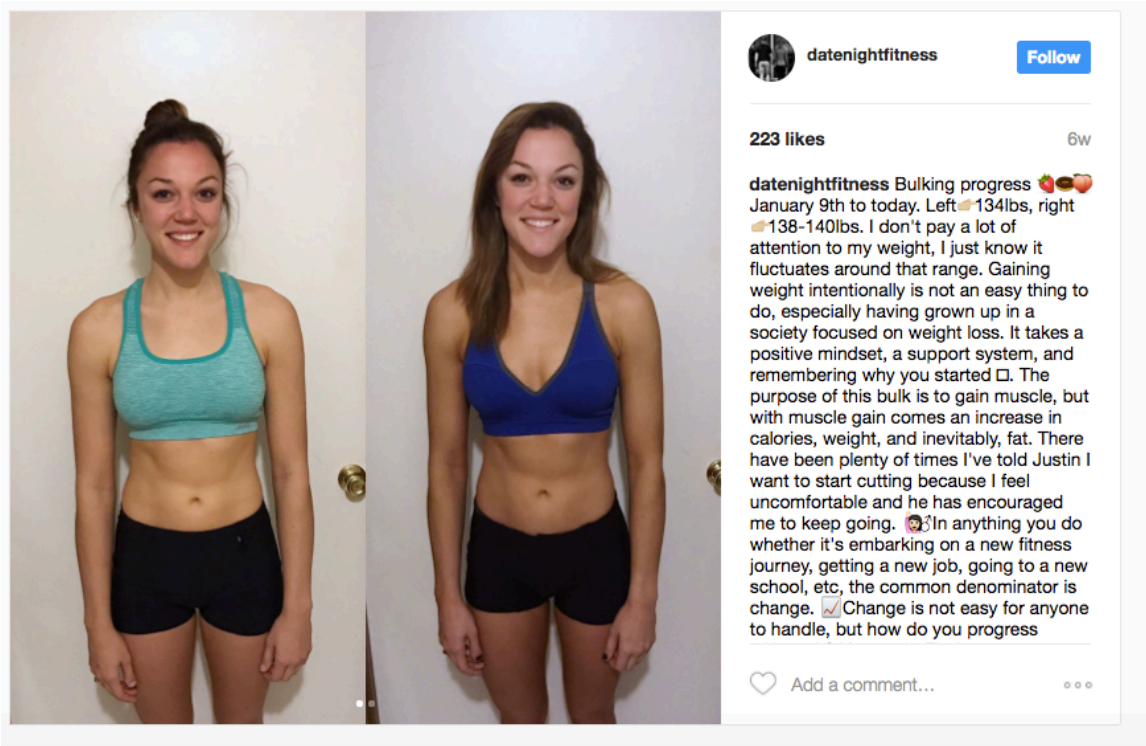 datenightfitness
Follow
223 likes
6w
datenightfitness Bulking progress 🍓🍩🍑
January 9th to today. Left👉🏼134lbs, right
👉🏼138-140lbs. I don't pay a lot of
attention to my weight, I just know it
fluctuates around that range. Gaining
weight intentionally is not an easy thing to
do, especially having grown up in a
society focused on weight loss. It takes a
positive mindset, a support system, and
remembering why you started □. The
purpose of this bulk is to gain muscle, but
with muscle gain comes an increase in
calories, weight, and inevitably, fat. There
have been plenty of times I've told Justin I
want to start cutting because I feel
uncomfortable and he has encouraged
me to keep going. 🙋🏻♂In anything you do
whether it's embarking on a new fitness
journey, getting a new job, going to a new
school, etc, the common denominator is
change. 📈Change is not easy for anyone
to handle, but how do you progress
Add a comment...